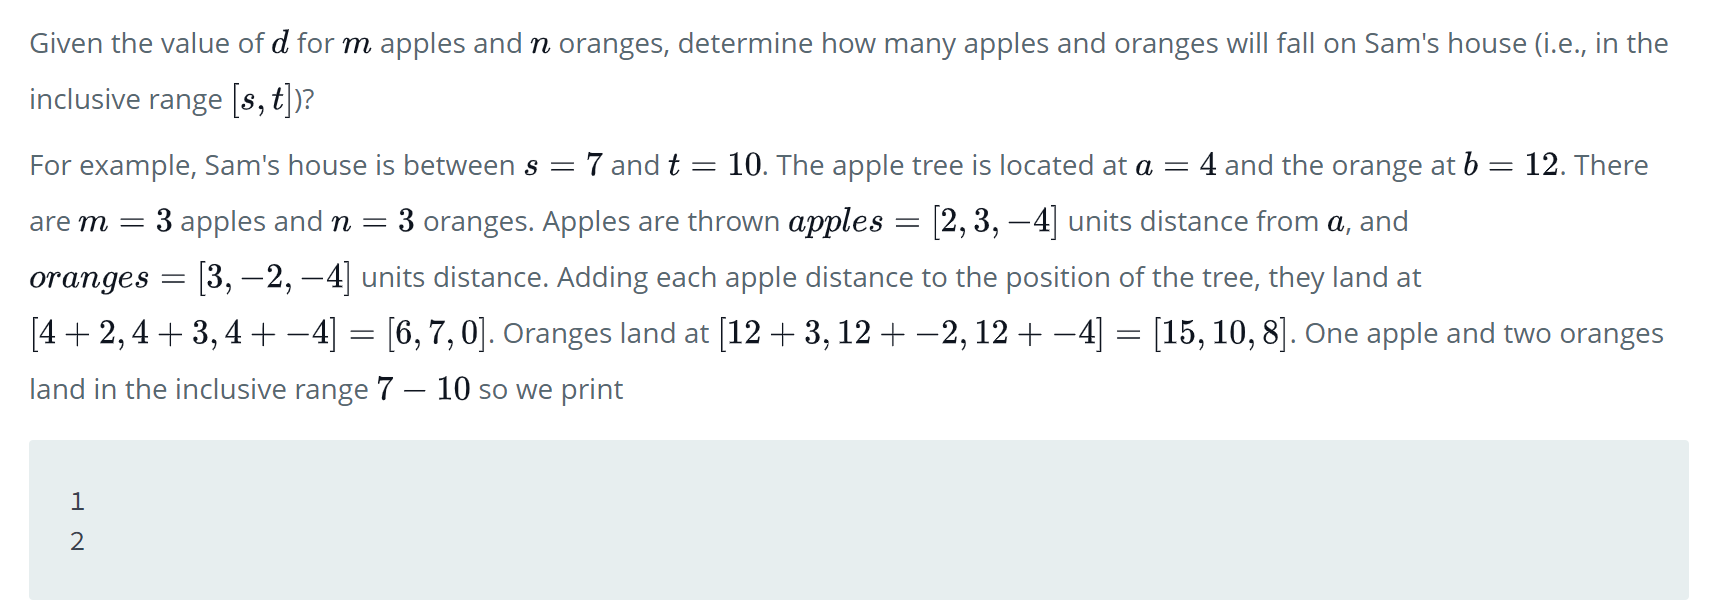 Given the value of d for m apples and n oranges, determine how many apples and oranges will fall on Sam's house (i.e., in the
inclusive range [s, t])?
For example, Sam's house is between s = 7 and t = 10. The apple tree is located at a = 4 and the orange at b = 12. There
are m = 3 apples and n = 3 oranges. Apples are thrown apples = [2, 3, −4] units distance from a, and
oranges = [3, −2, −4] units distance. Adding each apple distance to the position of the tree, they land at
[4 + 2, 4 + 3, 4 + −4] = [6, 7, 0]. Oranges land at [12 + 3, 12 + −2, 12 + −4] = [15, 10, 8]. One apple and two oranges
land in the inclusive range 7 − 10 so we print
1
2